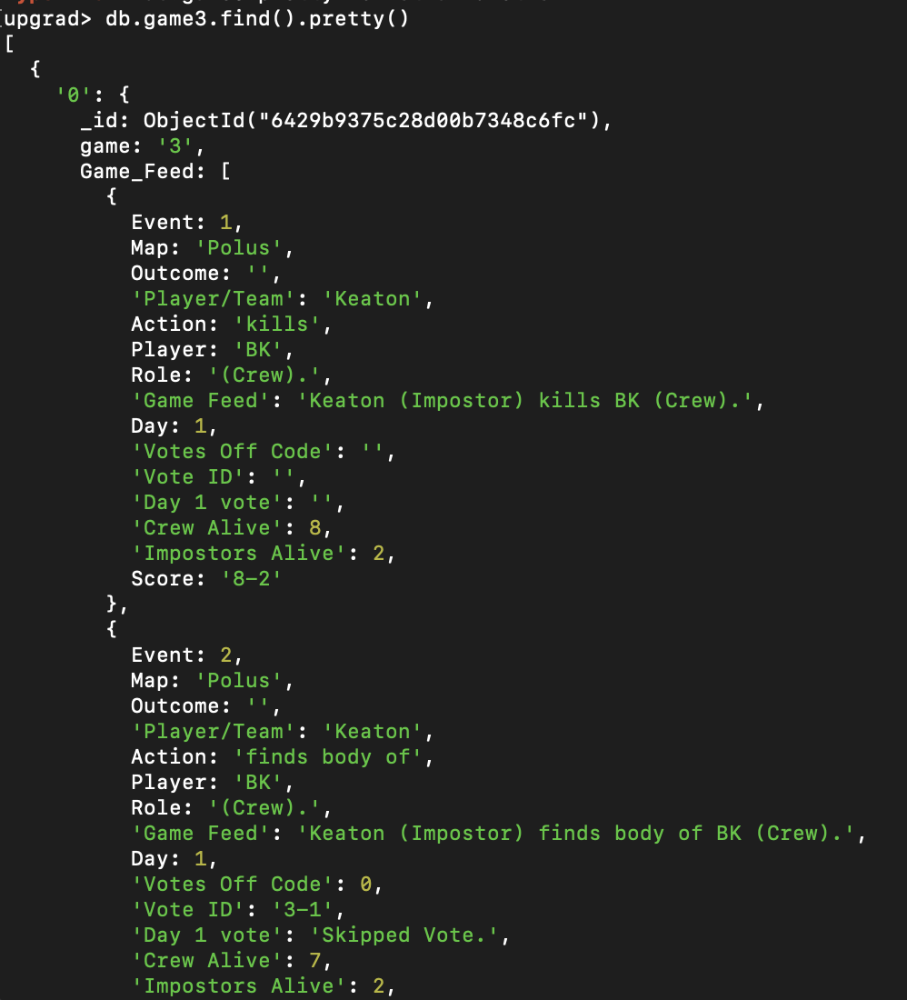 [upgrad> db.game3.find().pretty()
[
{
'0': {
_id: ObjectId("6429b9375c28d00b7348c6fc"),
game: '3',
Game_Feed: [
{
Event: 1,
Map: 'Polus',
Outcome: '',
'Player/Team': 'Keaton',
Action: 'kills',
Player: 'BK',
Role: '(Crew).',
'Game Feed': 'Keaton (Impostor) kills BK (Crew).',
Day: 1,
'Votes Off Code': '',
'Vote ID': '',
'Day 1 vote': '',
'Crew Alive': 8,
'Impostors Alive': 2,
Score: '8-2'
},
{
Event: 2,
Map: 'Polus',
Outcome: '',
'Player/Team': 'Keaton',
Action: 'finds body of',
Player: 'BK',
Role: '(Crew).',
'Game Feed': 'Keaton (Impostor) finds body of BK (Crew).',
Day: 1,
'Votes Off Code': 0,
'Vote ID': '3-1',
'Day 1 vote': 'Skipped Vote.',
'Crew Alive': 7,
'Impostors Alive': 2,